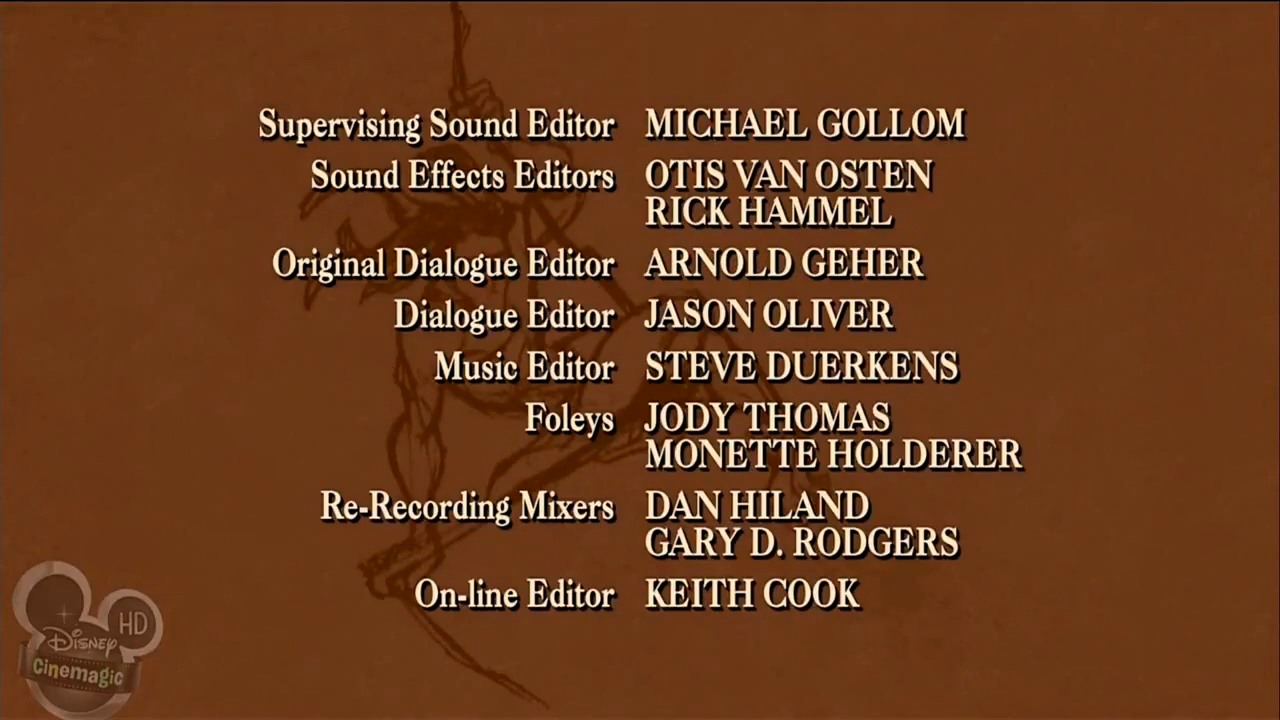 Supervising Sound Editor MICHAEL GOLLOM
Sound Effects Editors OTIS VAN OSTEN
RICK HAMMEL
Original Dialogue Editor ARNOLD GEHER
Dialogue Editor JASON OLIVER
Music Editor STEVE DUERKENS
Foleys JODY THOMAS
MONETTE HOLDERER
Re-Recording Mixers DAN HILAND
GARY D. RODGERS
On-line Editor KEITH COOK
HD
Disney
Cinemagic